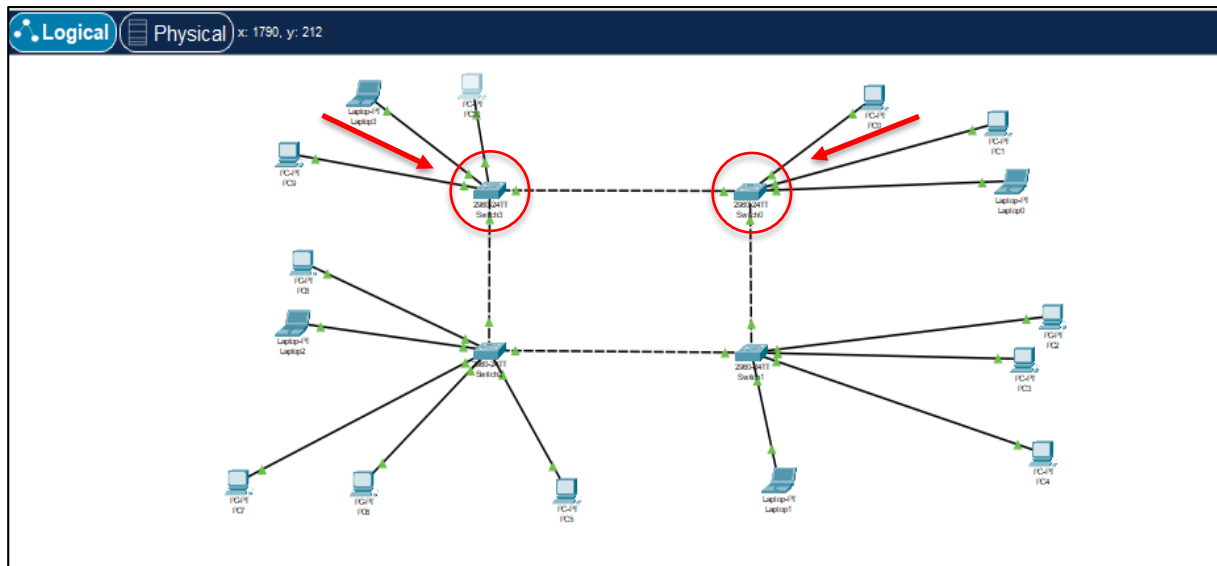 Logical Physical x: 1790, y: 212
Laptop-PT
Laptop3
PC-PT
PC-PT
PC0
PC-PT
PC1
PC-PT
PC9
Laptop-PT
Laptop0
2960-24TT
Switch3
2960-24TT
Switch0
PC-PT
Laptop-PT
Laptop2
PC-PT
PC2
2960-24TT
Switch2
2960-24TT
Switch1
PC-PT
PC3
PC-PT
PC4
PC-PT
PC7
PC-PT
PC-PT
PC5
Laptop-PT
Laptop1